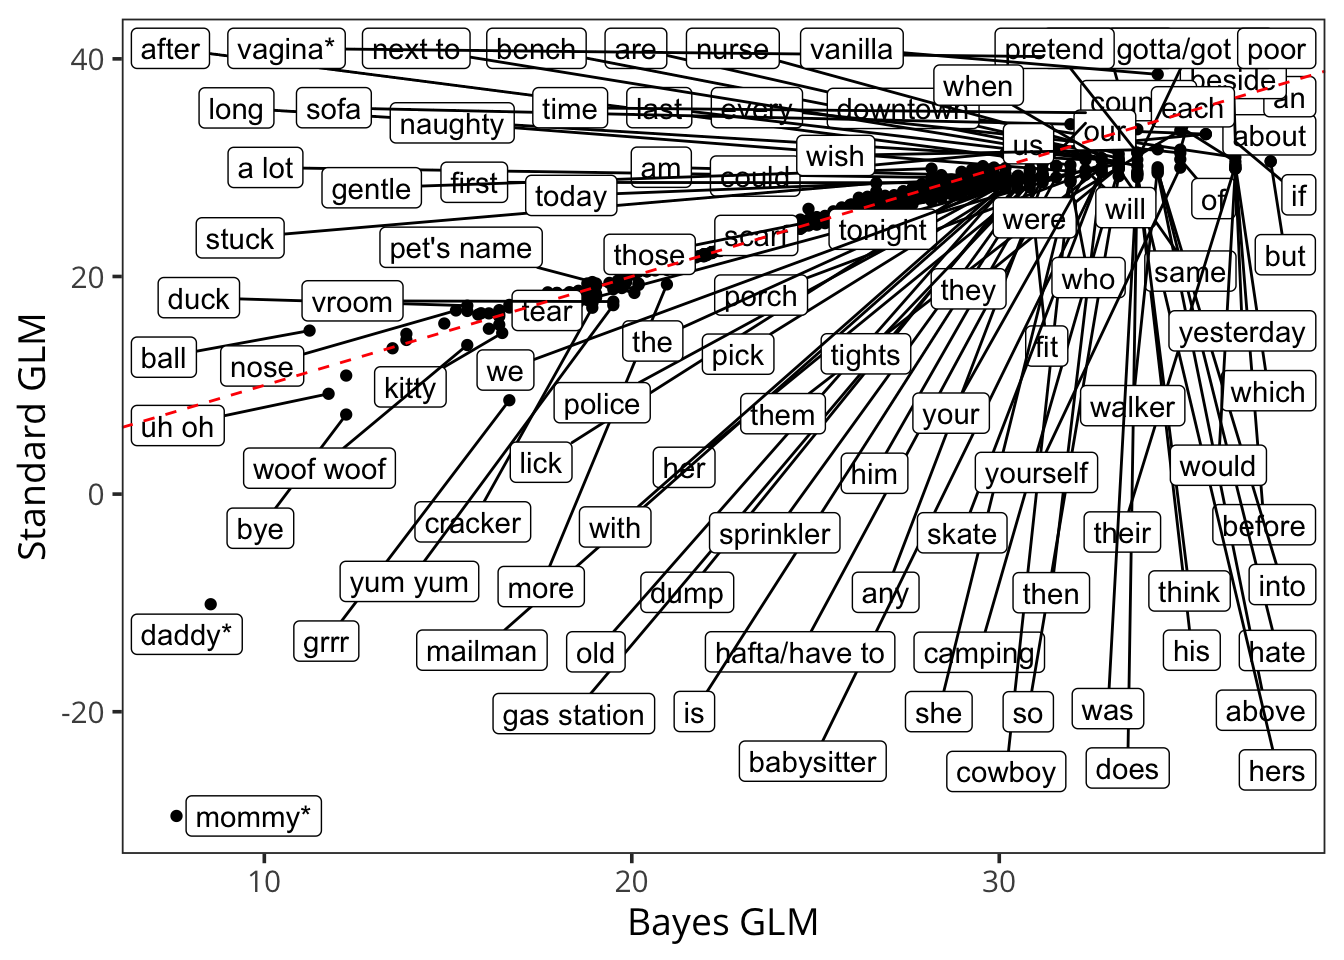 40
20
0
-20
Standard GLM
10
20
30
Bayes GLM
after
vagina*
next to
bench
are
nurse
vanilla
pretend
gotta/got
poor
when
beside
long
sofa
naughty
time
last
every
downtown
each
an
our
us
about
a lot
gentle
first
today
am
could
wish
if
of
will
were
stuck
pet's name
those
scarf
tonight
but
duck
vroom
tear
porch
they
who
same
ball
nose
kitty
we
the
pick
tights
fit
yesterday
uh oh
police
them
your
walker
which
woof woof
lick
her
him
yourself
would
bye
cracker
with
sprinkler
skate
their
before
yum yum
more
dump
any
then
think
into
daddy*
grrr
mailman
old
hafta/have to
camping
his
hate
gas station
is
she
so
was
above
babysitter
cowboy
does
hers
mommy*